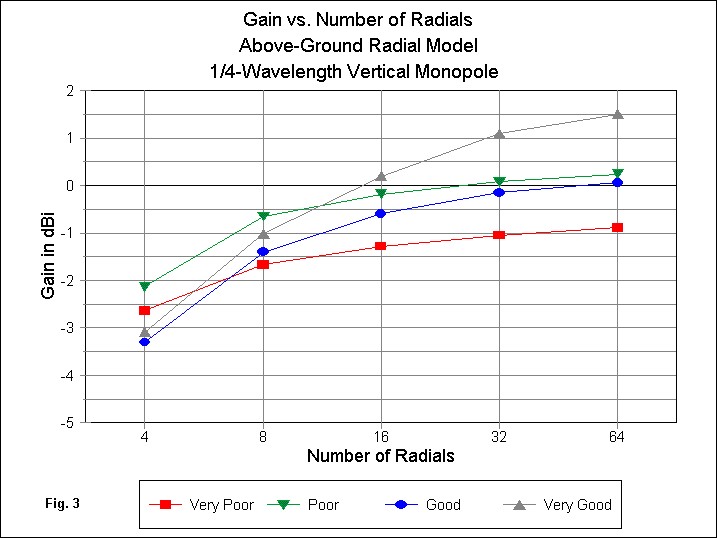 Gain vs. Number of Radials
Above-Ground Radial Model
1/4-Wavelength Vertical Monopole
2
1
0
-1
-2
-3
-4
-5
Gain in dBi
4 8 16 32 64
Number of Radials
Fig. 3
Very Poor Poor Good Very Good